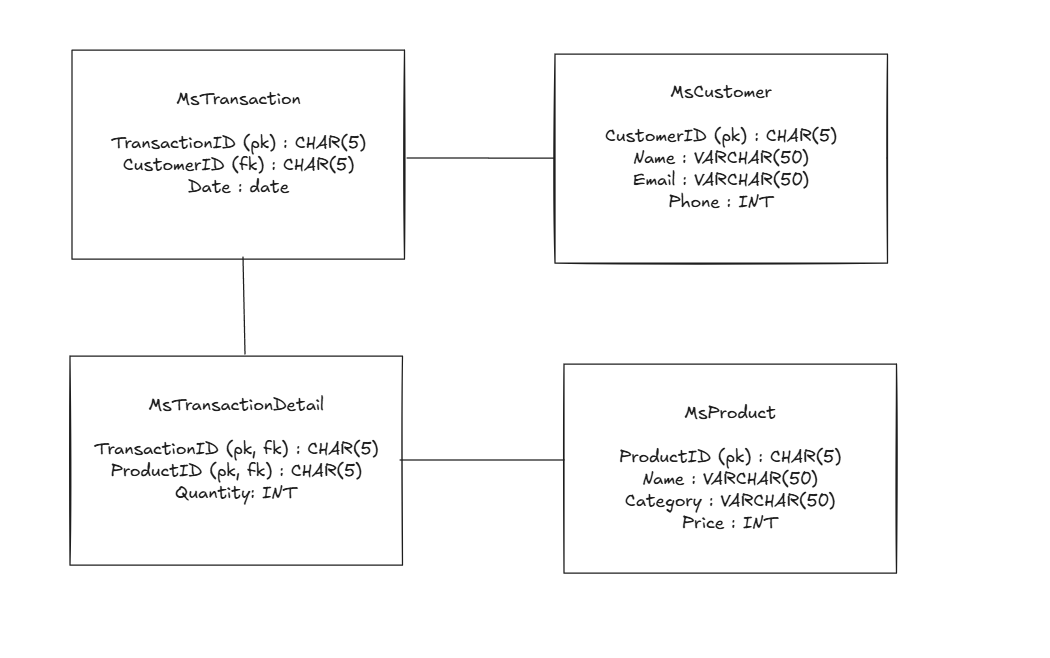 MsTransaction
TransactionID (pk) : CHAR(5)
CustomerID (fk) : CHAR(5)
Date : date
MsCustomer
CustomerID (pk) : CHAR(5)
Name : VARCHAR(50)
Email : VARCHAR(50)
Phone : INT
MsTransactionDetail
TransactionID (pk, fk) : CHAR(5)
ProductID (pk, fk) : CHAR(5)
Quantity: INT
MsProduct
ProductID (pk) : CHAR(5)
Name : VARCHAR(50)
Category : VARCHAR(50)
Price : INT